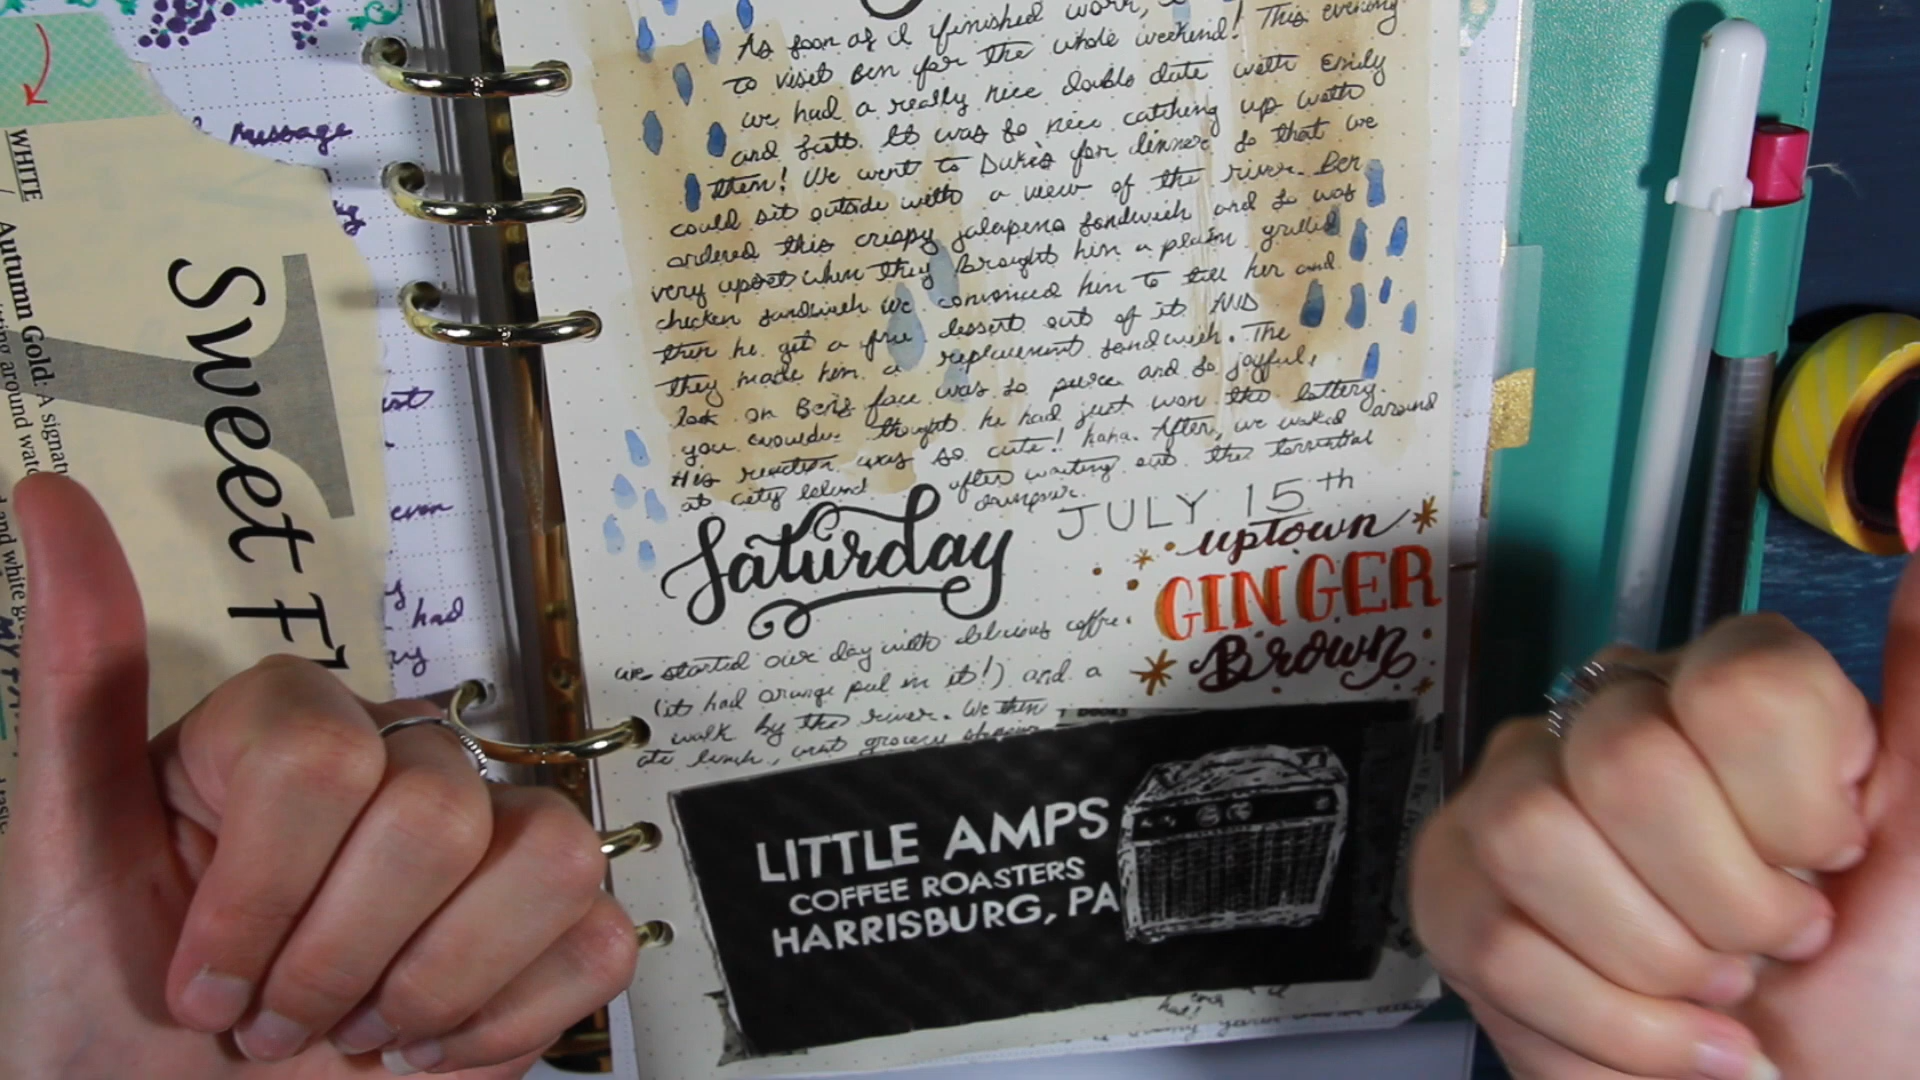 As soon as I finished work, I
to visit Ben for the whole weekend! This evening
we had a really nice double date with Emily
and Scott. It was so nice catching up with
them! We went to Duke's for dinner so that we
could sit outside with a view of the river. Ben
ordered this crispy jalapeno sandwich and so was
very upset when they brought him a plain grilled
chicken sandwich. We convinced him to tell her and
then he got a free dessert out of it AND
they made him a replacement sandwich. The
look on Ben's face was so pure and so joyful,
you would've thought he had just won the lottery.
His reaction was so cute! haha. After, we walked around
at City Island after waiting out the torrential
downpour.
Saturday
JULY 15th
uptown
GINGER
Brown
we started our day with delicious coffee
(it had orange peel in it!) and a
walk by the river. We then
ate lunch, went grocery
LITTLE AMPS
COFFEE ROASTERS
HARRISBURG, PA
message
even
had
WHITE
Autumn Gold: A signat
around
and white
Sweet